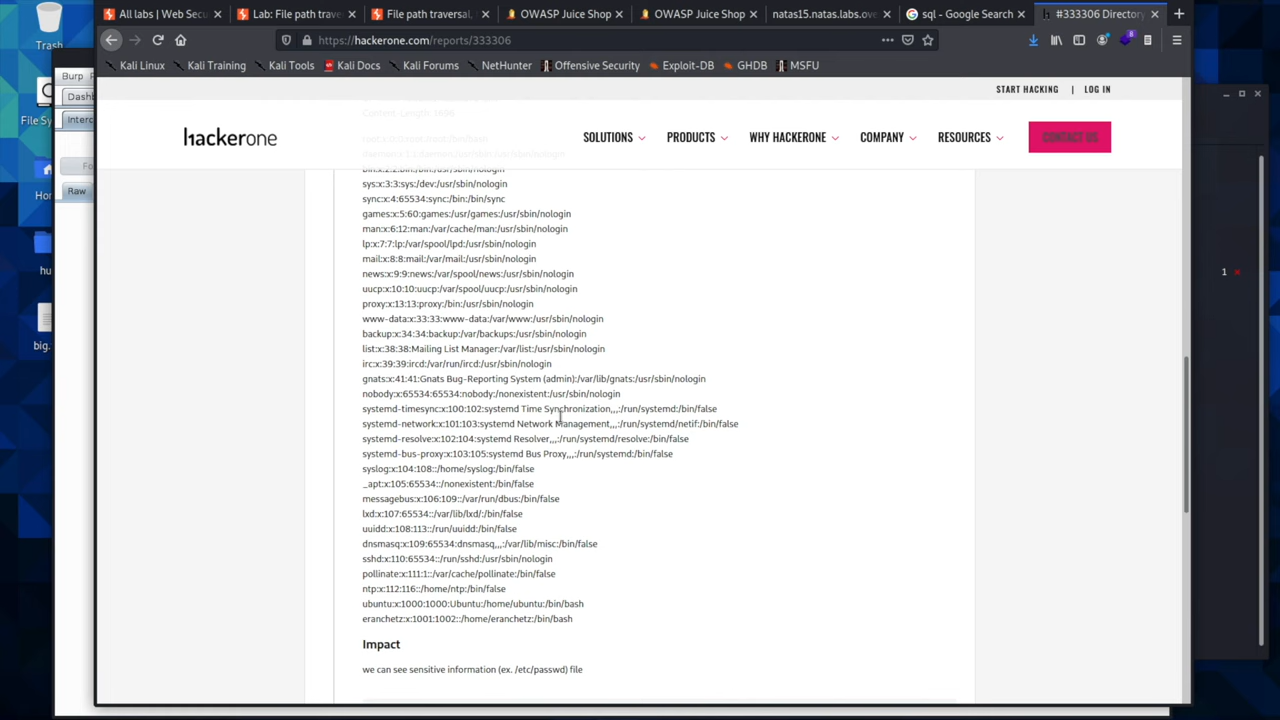 Trash
File Sy
Hom
hu
big.
Burp P
Dashb
Interc
Fo
Raw
All labs | Web Secu
Lab: File path trave
File path traversal,
OWASP Juice Shop
OWASP Juice Shop
natas15.natas.labs.ove
sql - Google Search
#333306 Directory
https://hackerone.com/reports/333306
8
Kali Linux
Kali Training
Kali Tools
Kali Docs
Kali Forums
NetHunter
Offensive Security
Exploit-DB
GHDB
MSFU
START HACKING | LOG IN
hackerone
SOLUTIONS
PRODUCTS
WHY HACKERONE
COMPANY
RESOURCES
CONTACT US
sys:x:3:3:sys:/dev:/usr/sbin/nologin
sync:x:4:65534:sync:/bin:/bin/sync
games:x:5:60:games:/usr/games:/usr/sbin/nologin
man:x:6:12:man:/var/cache/man:/usr/sbin/nologin
lp:x:7:7:lp:/var/spool/lpd:/usr/sbin/nologin
mail:x:8:8:mail:/var/mail:/usr/sbin/nologin
news:x:9:9:news:/var/spool/news:/usr/sbin/nologin
uucp:x:10:10:uucp:/var/spool/uucp:/usr/sbin/nologin
proxy:x:13:13:proxy:/bin:/usr/sbin/nologin
www-data:x:33:33:www-data:/var/www:/usr/sbin/nologin
backup:x:34:34:backup:/var/backups:/usr/sbin/nologin
list:x:38:38:Mailing List Manager:/var/list:/usr/sbin/nologin
irc:x:39:39:ircd:/var/run/ircd:/usr/sbin/nologin
gnats:x:41:41:Gnats Bug-Reporting System (admin):/var/lib/gnats:/usr/sbin/nologin
nobody:x:65534:65534:nobody:/nonexistent:/usr/sbin/nologin
systemd-timesync:x:100:102:systemd Time Synchronization,,,:/run/systemd:/bin/false
systemd-network:x:101:103:systemd Network Management,,,:/run/systemd/netif:/bin/false
systemd-resolve:x:102:104:systemd Resolver,,,:/run/systemd/resolve:/bin/false
systemd-bus-proxy:x:103:105:systemd Bus Proxy,,,:/run/systemd:/bin/false
syslog:x:104:108::/home/syslog:/bin/false
_apt:x:105:65534::/nonexistent:/bin/false
messagebus:x:106:109::/var/run/dbus:/bin/false
lxd:x:107:65534::/var/lib/lxd/:/bin/false
uuidd:x:108:113::/run/uuidd:/bin/false
dnsmasq:x:109:65534:dnsmasq,,,:/var/lib/misc:/bin/false
sshd:x:110:65534::/run/sshd:/usr/sbin/nologin
pollinate:x:111:1::/var/cache/pollinate:/bin/false
ntp:x:112:116::/home/ntp:/bin/false
ubuntu:x:1000:1000:Ubuntu:/home/ubuntu:/bin/bash
eranchetz:x:1001:1002::/home/eranchetz:/bin/bash
Impact
we can see sensitive information (ex. /etc/passwd) file
1